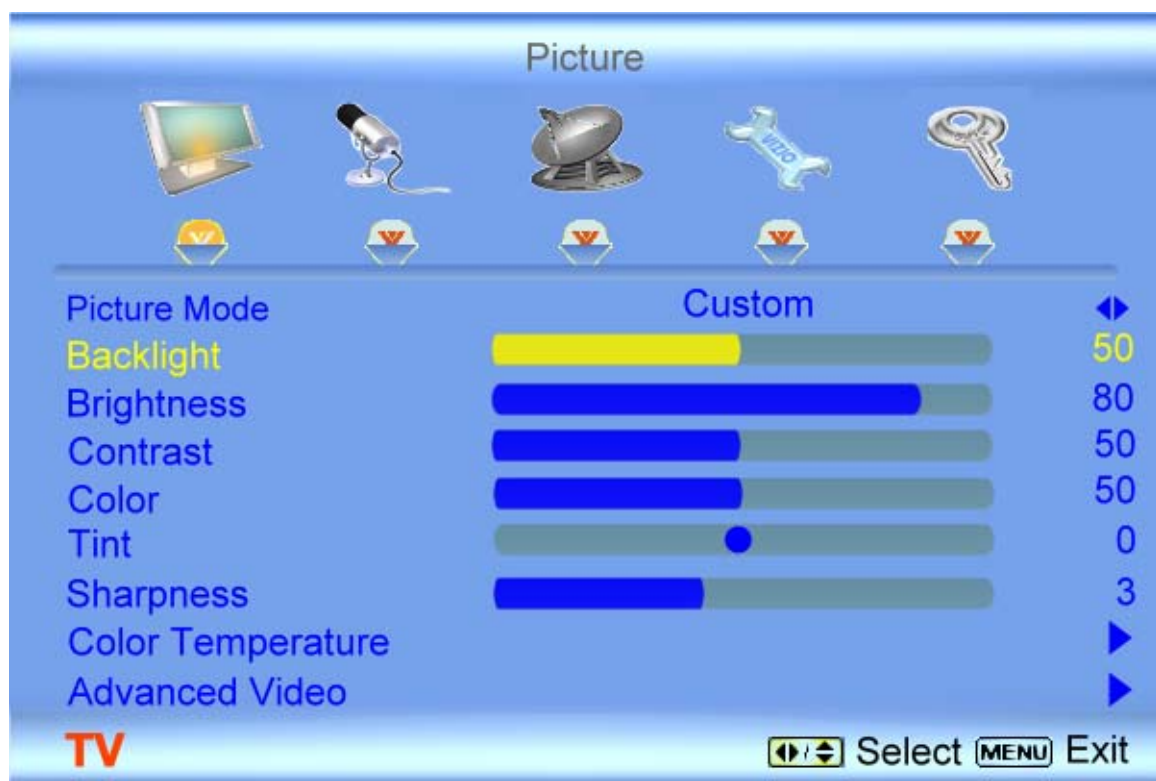 Picture
VIZIO
Picture Mode Custom
Backlight 50
Brightness 80
Contrast 50
Color 50
Tint 0
Sharpness 3
Color Temperature
Advanced Video
TV Select MENU Exit